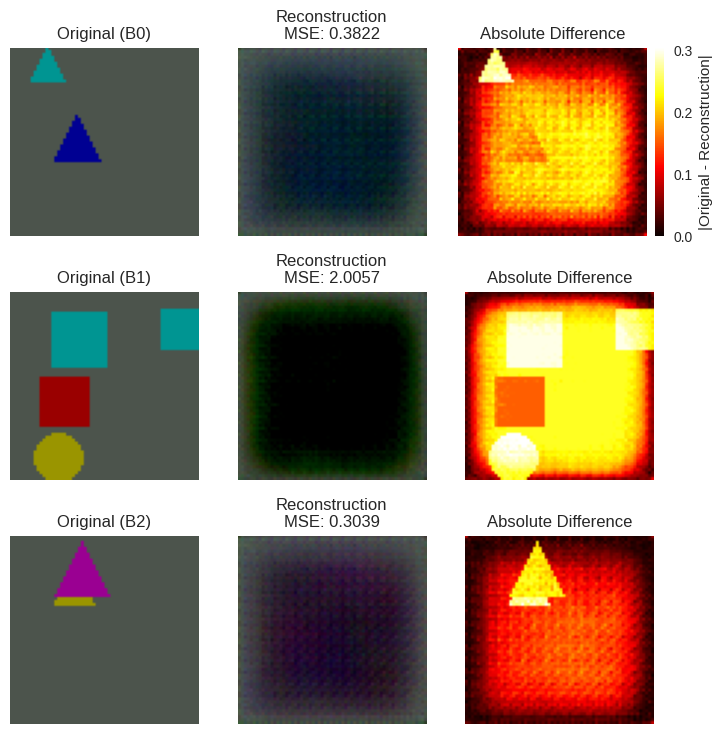 Original (B0)
Reconstruction
MSE: 0.3822
Absolute Difference
0.3
0.2
0.1
0.0
|Original - Reconstruction|
Original (B1)
Reconstruction
MSE: 2.0057
Absolute Difference
Original (B2)
Reconstruction
MSE: 0.3039
Absolute Difference